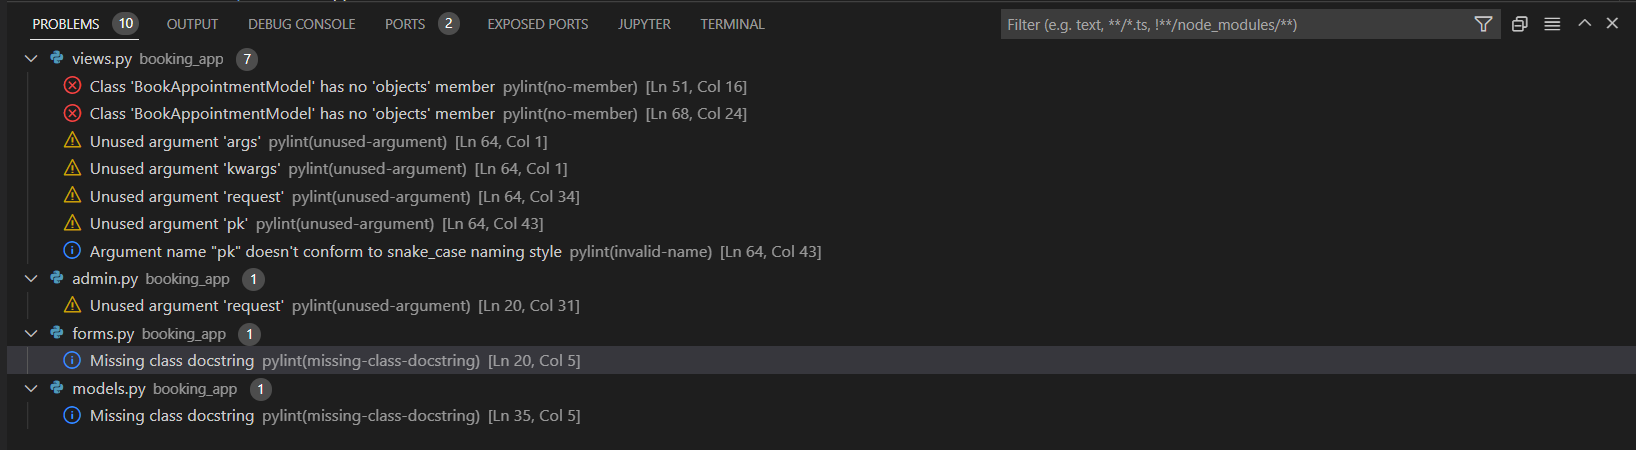 PROBLEMS 10 OUTPUT DEBUG CONSOLE PORTS 2 EXPOSED PORTS JUPYTER TERMINAL Filter (e.g. text, **/*.ts, !**/node_modules/**)
views.py booking_app 7
Class 'BookAppointmentModel' has no 'objects' member pylint(no-member) [Ln 51, Col 16]
Class 'BookAppointmentModel' has no 'objects' member pylint(no-member) [Ln 68, Col 24]
Unused argument 'args' pylint(unused-argument) [Ln 64, Col 1]
Unused argument 'kwargs' pylint(unused-argument) [Ln 64, Col 1]
Unused argument 'request' pylint(unused-argument) [Ln 64, Col 34]
Unused argument 'pk' pylint(unused-argument) [Ln 64, Col 43]
Argument name "pk" doesn't conform to snake_case naming style pylint(invalid-name) [Ln 64, Col 43]
admin.py booking_app 1
Unused argument 'request' pylint(unused-argument) [Ln 20, Col 31]
forms.py booking_app 1
Missing class docstring pylint(missing-class-docstring) [Ln 20, Col 5]
models.py booking_app 1
Missing class docstring pylint(missing-class-docstring) [Ln 35, Col 5]